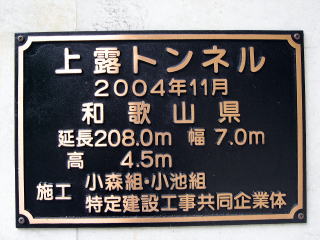 上露トンネル
2004年11月
和歌山県
延長208.0m 幅 7.0m
高 4.5m
施工 小森組・小池組
特定建設工事共同企業体